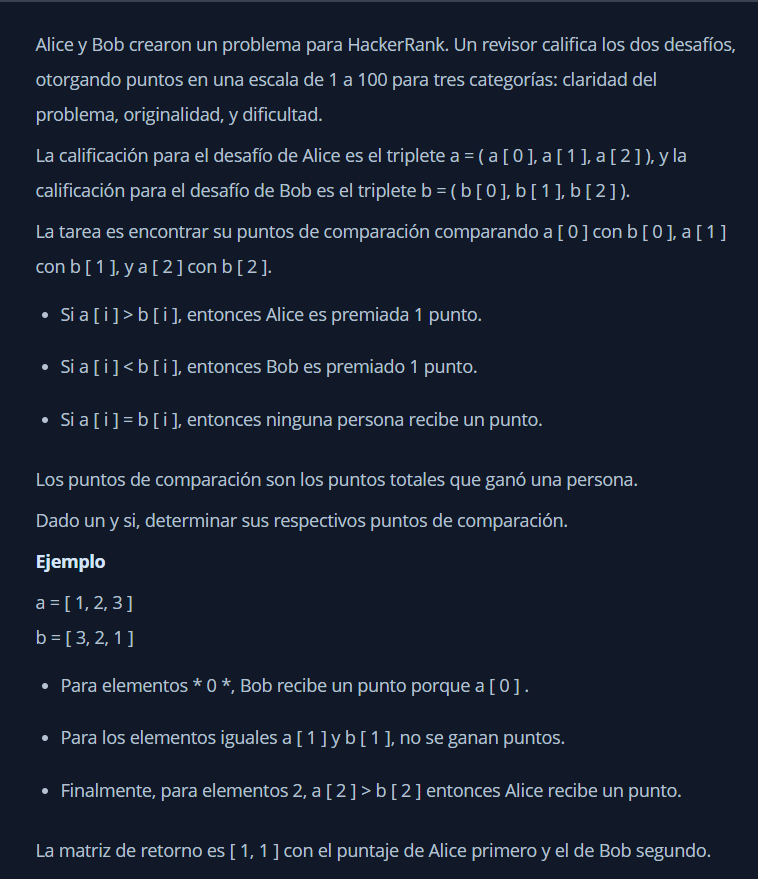 Alice y Bob crearon un problema para HackerRank. Un revisor califica los dos desafíos,
otorgando puntos en una escala de 1 a 100 para tres categorías: claridad del
problema, originalidad, y dificultad.
La calificación para el desafío de Alice es el triplete a = ( a [ 0 ], a [ 1 ], a [ 2 ] ), y la
calificación para el desafío de Bob es el triplete b = ( b [ 0 ], b [ 1 ], b [ 2 ] ).
La tarea es encontrar su puntos de comparación comparando a [ 0 ] con b [ 0 ], a [ 1 ]
con b [ 1 ], y a [ 2 ] con b [ 2 ].
• Si a [ i ] > b [ i ], entonces Alice es premiada 1 punto.
• Si a [ i ] < b [ i ], entonces Bob es premiado 1 punto.
• Si a [ i ] = b [ i ], entonces ninguna persona recibe un punto.
Los puntos de comparación son los puntos totales que ganó una persona.
Dado un y si, determinar sus respectivos puntos de comparación.
Ejemplo
a = [ 1, 2, 3 ]
b = [ 3, 2, 1 ]
• Para elementos * 0 *, Bob recibe un punto porque a [ 0 ] .
• Para los elementos iguales a [ 1 ] y b [ 1 ], no se ganan puntos.
• Finalmente, para elementos 2, a [ 2 ] > b [ 2 ] entonces Alice recibe un punto.
La matriz de retorno es [ 1, 1 ] con el puntaje de Alice primero y el de Bob segundo.